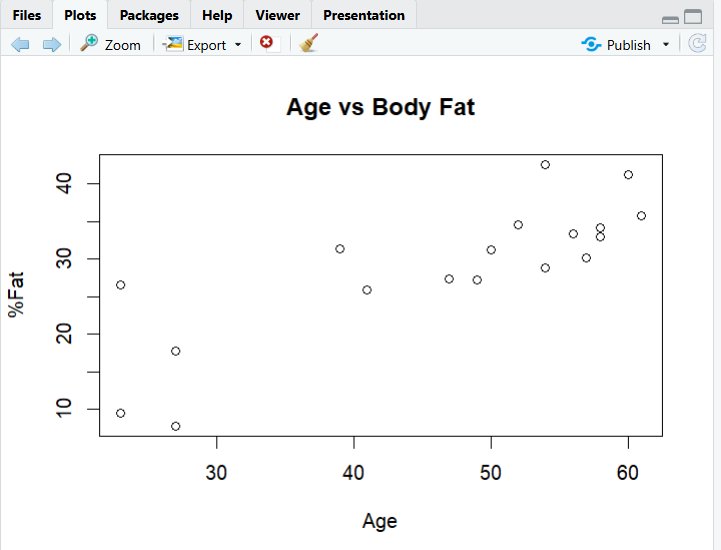 Files Plots Packages Help Viewer Presentation
Zoom Export Publish
Age vs Body Fat
%Fat
40
30
20
10
30 40 50 60
Age